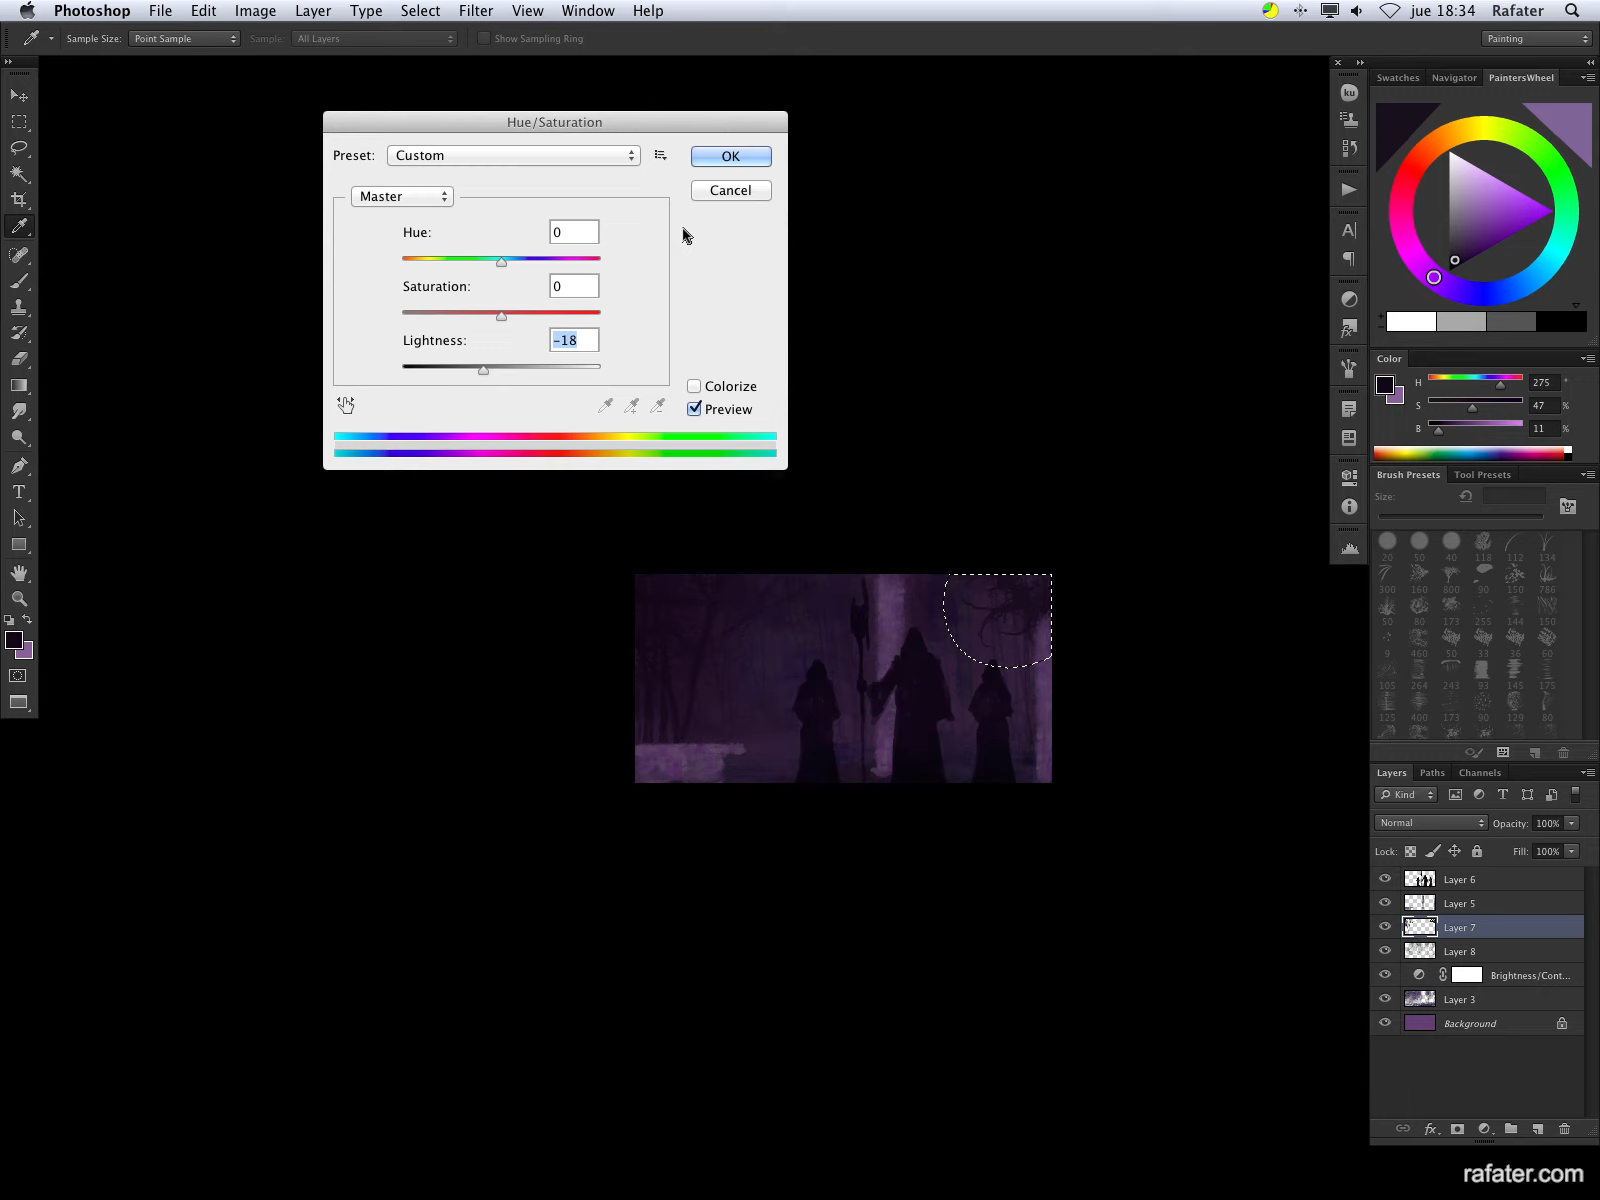 Photoshop File Edit Image Layer Type Select Filter View Window Help jue 18:34 Rafater
Sample Size: Point Sample Sample: All Layers Show Sampling Ring Painting
Hue/Saturation
Preset: Custom OK
Cancel
Master
Hue: 0
Saturation: 0
Lightness: -18
Colorize
Preview
ku
A
T
Swatches Navigator PaintersWheel
Color
H 275 °
S 47 %
B 11 %
Brush Presets Tool Presets
Size:
20 50 40 118 112 134
300 160 800 90 150 786
50 80 173 255 144 150
9 460 50 33 36 60
105 264 243 93 145 175
125 400 173 90 129 80
Layers Paths Channels
Kind T
Normal Opacity: 100%
Lock: Fill: 100%
Layer 6
Layer 5
Layer 7
Layer 8
Brightness/Cont...
Layer 3
Background
fx
rafater.com